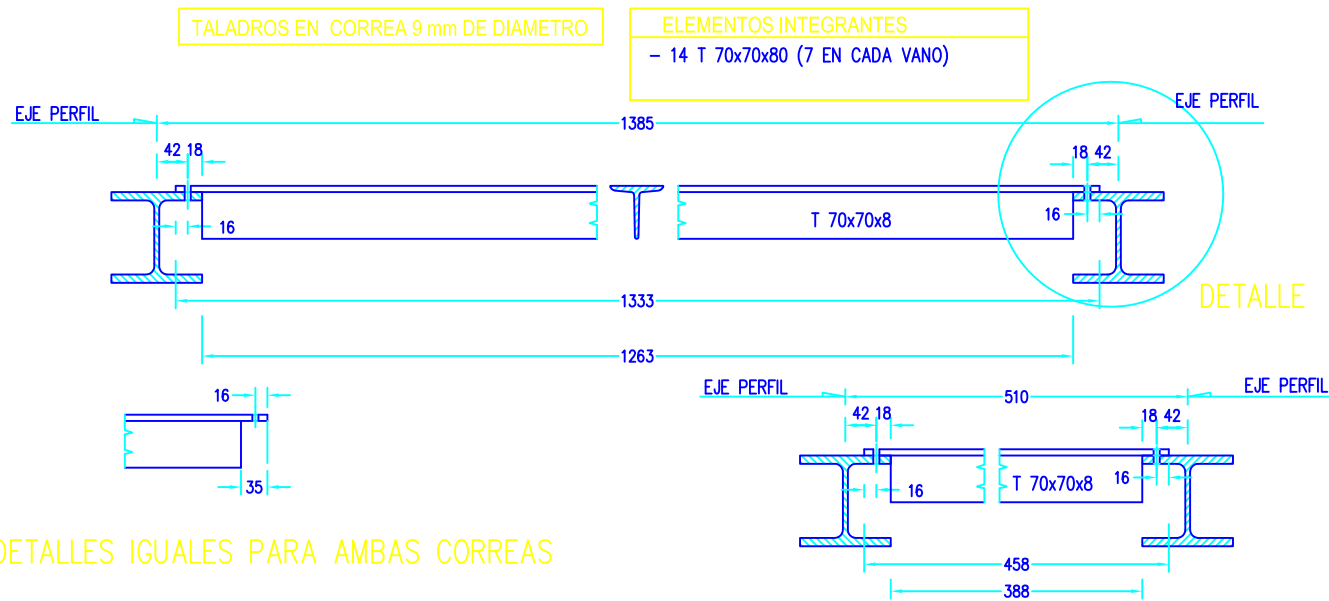 TALADROS EN CORREA 9 mm DE DIAMETRO
ELEMENTOS INTEGRANTES
- 14 T 70x70x80 (7 EN CADA VANO)
EJE PERFIL
EJE PERFIL
1385
42 18
18 42
16
16
T 70x70x8
1333
DETALLE
1263
16
35
EJE PERFIL
EJE PERFIL
510
42 18
18 42
16
16
T 70x70x8
458
388
DETALLES IGUALES PARA AMBAS CORREAS